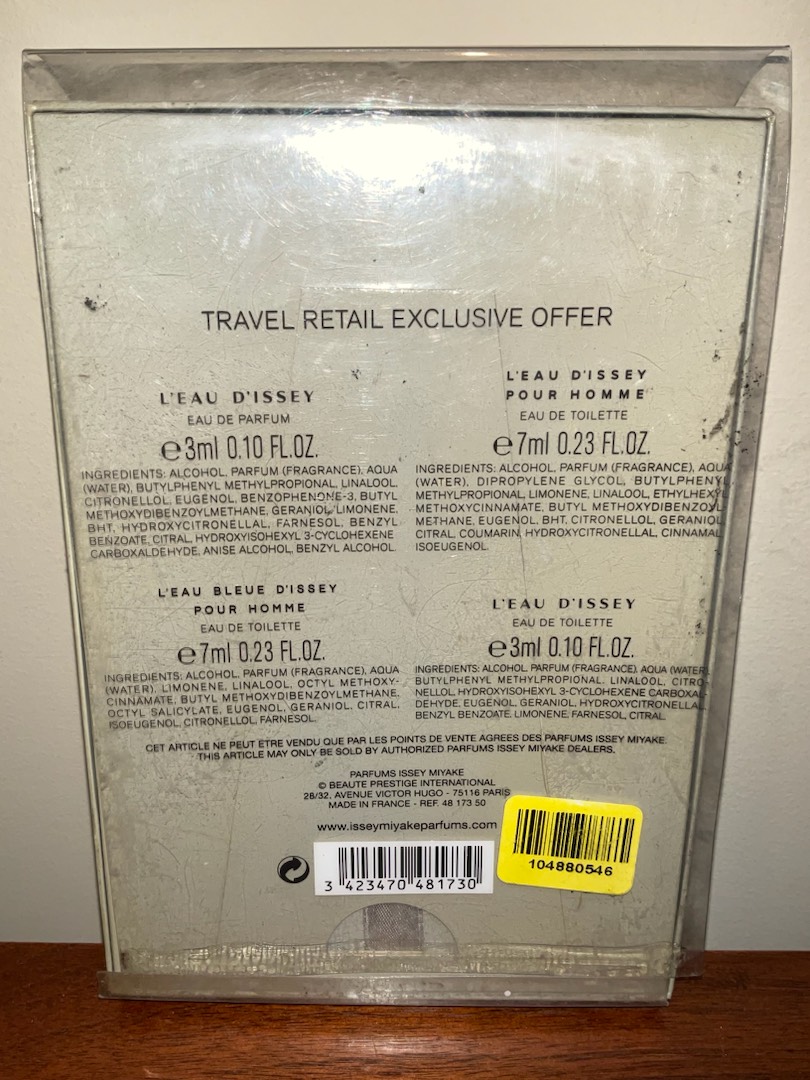 TRAVEL RETAIL EXCLUSIVE OFFER
L'EAU D'ISSEY
EAU DE PARFUM
℮3ml 0.10 FL.OZ.
INGREDIENTS: ALCOHOL, PARFUM (FRAGRANCE), AQUA
(WATER), BUTYLPHENYL METHYLPROPIONAL, LINALOOL,
CITRONELLOL, EUGENOL, BENZOPHENONE-3, BUTYL
METHOXYDIBENZOYLMETHANE, GERANIOL, LIMONENE,
BHT, HYDROXYCITRONELLAL, FARNESOL, BENZYL
BENZOATE, CITRAL, HYDROXYISOHEXYL 3-CYCLOHEXENE
CARBOXALDEHYDE, ANISE ALCOHOL, BENZYL ALCOHOL.
L'EAU D'ISSEY
POUR HOMME
EAU DE TOILETTE
℮7ml 0.23 FL.OZ.
INGREDIENTS: ALCOHOL, PARFUM (FRAGRANCE), AQUA
(WATER), DIPROPYLENE GLYCOL, BUTYLPHENYL
METHYLPROPIONAL, LIMONENE, LINALOOL, ETHYLHEXYL
METHOXYCINNAMATE, BUTYL METHOXYDIBENZOYL
METHANE, EUGENOL, BHT, CITRONELLOL, GERANIOL,
CITRAL, COUMARIN, HYDROXYCITRONELLAL, CINNAMAL,
ISOEUGENOL.
L'EAU BLEUE D'ISSEY
POUR HOMME
EAU DE TOILETTE
℮7ml 0.23 FL.OZ.
INGREDIENTS: ALCOHOL, PARFUM (FRAGRANCE), AQUA
(WATER), LIMONENE, LINALOOL, OCTYL METHOXY-
CINNAMATE, BUTYL METHOXYDIBENZOYLMETHANE,
OCTYL SALICYLATE, EUGENOL, GERANIOL, CITRAL,
ISOEUGENOL, CITRONELLOL, FARNESOL.
L'EAU D'ISSEY
EAU DE TOILETTE
℮3ml 0.10 FL.OZ.
INGREDIENTS: ALCOHOL, PARFUM (FRAGRANCE), AQUA (WATER),
BUTYLPHENYL METHYLPROPIONAL, LINALOOL, CITRO-
NELLOL, HYDROXYISOHEXYL 3-CYCLOHEXENE CARBOXAL-
DEHYDE, EUGENOL, GERANIOL, HYDROXYCITRONELLAL,
BENZYL BENZOATE, LIMONENE, FARNESOL, CITRAL.
CET ARTICLE NE PEUT ETRE VENDU QUE PAR LES POINTS DE VENTE AGREES DES PARFUMS ISSEY MIYAKE.
THIS ARTICLE MAY ONLY BE SOLD BY AUTHORIZED PARFUMS ISSEY MIYAKE DEALERS.
PARFUMS ISSEY MIYAKE
© BEAUTE PRESTIGE INTERNATIONAL
28/32, AVENUE VICTOR HUGO - 75116 PARIS
MADE IN FRANCE - REF. 48 173 50
www.isseymiyakeparfums.com
3 423470 481730
104880546